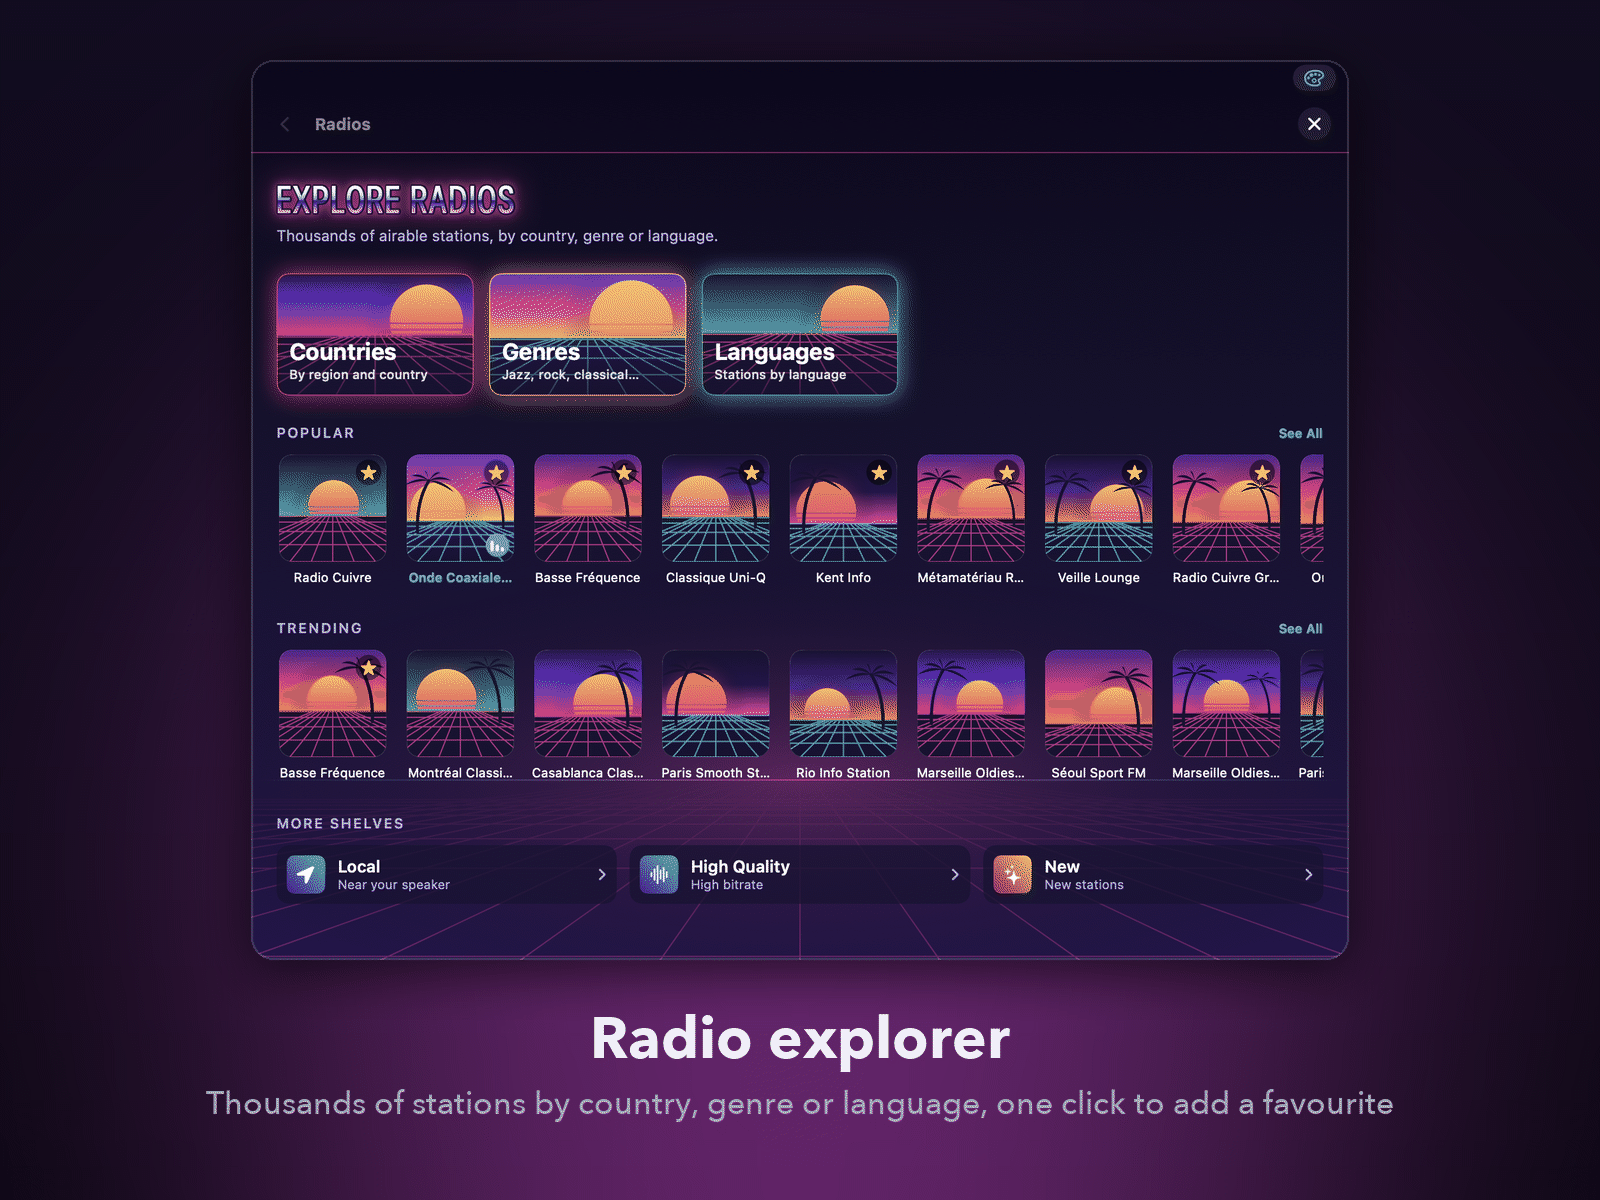 Radios
EXPLORE RADIOS
Thousands of airable stations, by country, genre or language.
Countries
By region and country
Genres
Jazz, rock, classical...
Languages
Stations by language
POPULAR
See All
Radio Cuivre
Onde Coaxiale...
Basse Fréquence
Classique Uni-Q
Kent Info
Métamatériau R...
Veille Lounge
Radio Cuivre Gr...
TRENDING
See All
Basse Fréquence
Montréal Classi...
Casablanca Clas...
Paris Smooth St...
Rio Info Station
Marseille Oldies...
Séoul Sport FM
Marseille Oldies...
MORE SHELVES
Local
Near your speaker
High Quality
High bitrate
New
New stations
Radio explorer
Thousands of stations by country, genre or language, one click to add a favourite